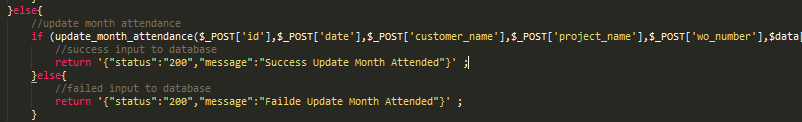 }else{
//update month attendance
if (update_month_attendance($_POST['id'],$_POST['date'],$_POST['customer_name'],$_POST['project_name'],$_POST['wo_number'],$data[
//success input to database
return '{"status":"200","message":"Success Update Month Attended"}' ;
}else{
//failed input to database
return '{"status":"200","message":"Failde Update Month Attended"}' ;
}